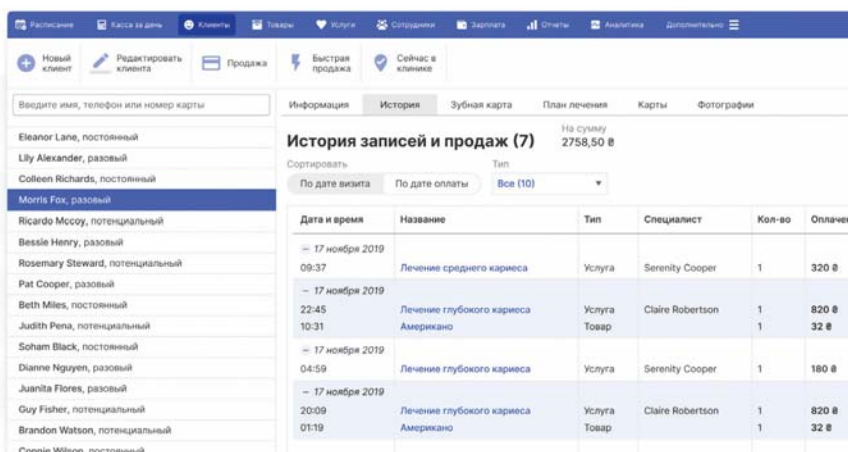 Расписание Касса за день Клиенты Товары Услуги Сотрудники Зарплата Отчеты Аналитика Дополнительно
Новый клиент
Редактировать клиента
Продажа
Быстрая продажа
Сейчас в клинике
Введите имя, телефон или номер карты
Eleanor Lane, постоянный
Lily Alexander, разовый
Colleen Richards, постоянный
Morris Fox, разовый
Ricardo Mccoy, потенциальный
Bessie Henry, разовый
Rosemary Steward, потенциальный
Pat Cooper, разовый
Beth Miles, постоянный
Judith Pena, потенциальный
Soham Black, постоянный
Dianne Nguyen, разовый
Juanita Flores, разовый
Guy Fisher, потенциальный
Brandon Watson, потенциальный
Connie Wilson, постоянный
Информация История Зубная карта План лечения Карты Фотографии
История записей и продаж (7)
На сумму
2758,50 ₴
Сортировать Тип
По дате визита По дате оплаты Все (10)
Дата и время Название Тип Специалист Кол-во Оплачен
– 17 ноября 2019
09:37 Лечение среднего кариеса Услуга Serenity Cooper 1 320 ₴
– 17 ноября 2019
22:45 Лечение глубокого кариеса Услуга Claire Robertson 1 820 ₴
10:31 Американо Товар 1 32 ₴
– 17 ноября 2019
04:59 Лечение глубокого кариеса Услуга Serenity Cooper 1 180 ₴
– 17 ноября 2019
20:09 Лечение глубокого кариеса Услуга Claire Robertson 1 820 ₴
01:19 Американо Товар 1 32 ₴